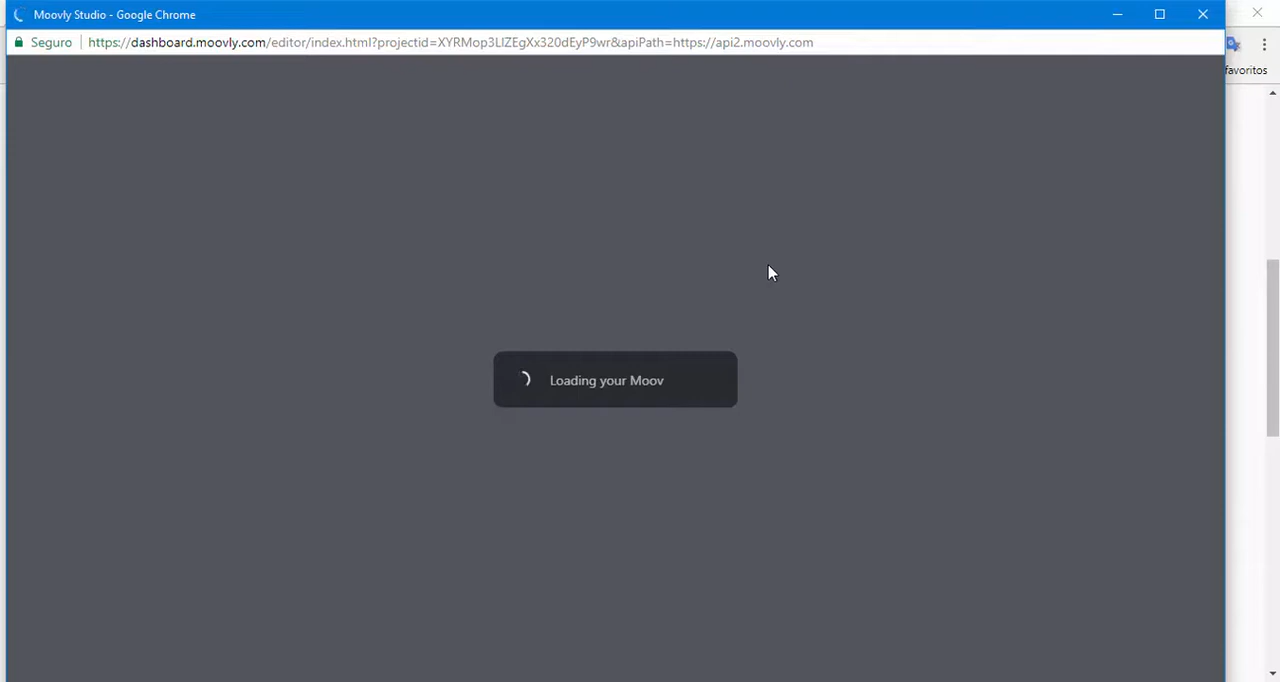 Moovly Studio - Google Chrome
Seguro https://dashboard.moovly.com/editor/index.html?projectid=XYRMop3LlZEgXx320dEyP9wr&apiPath=https://api2.moovly.com
favoritos
Loading your Moov